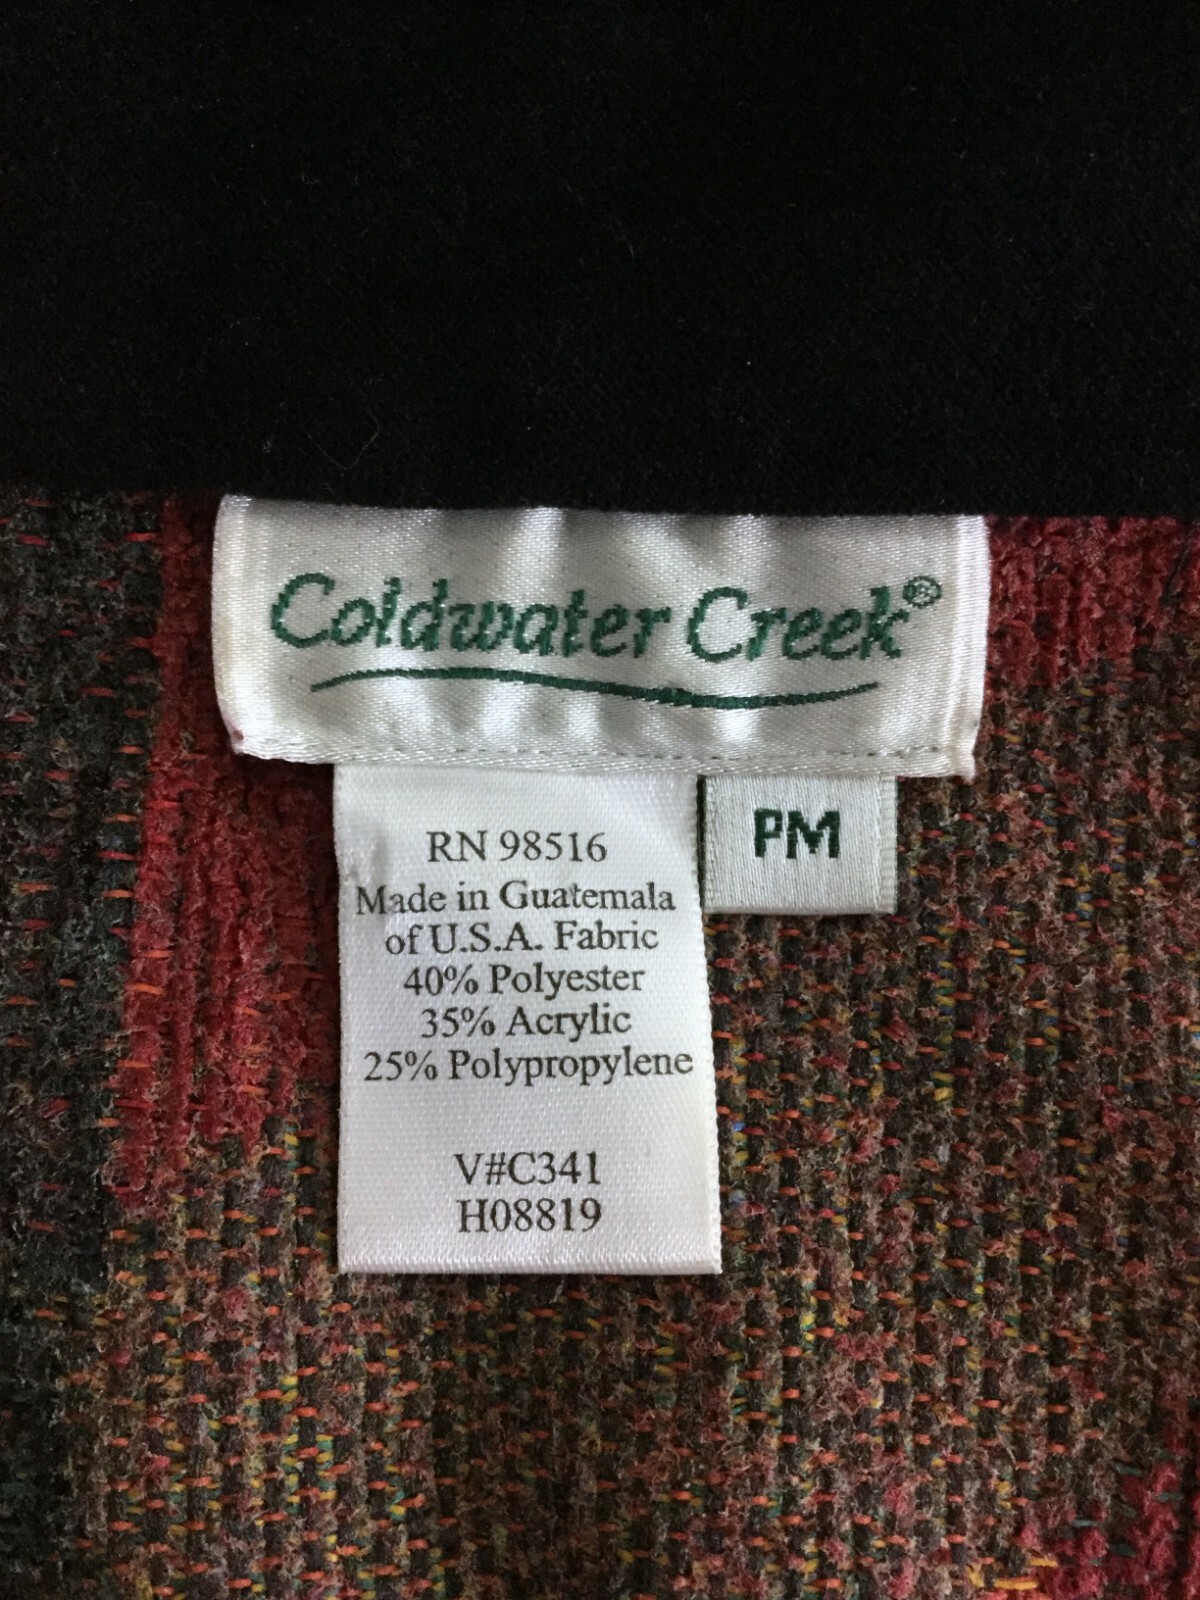 Coldwater Creek®
PM
RN 98516
Made in Guatemala
of U.S.A. Fabric
40% Polyester
35% Acrylic
25% Polypropylene
V#C341
H08819